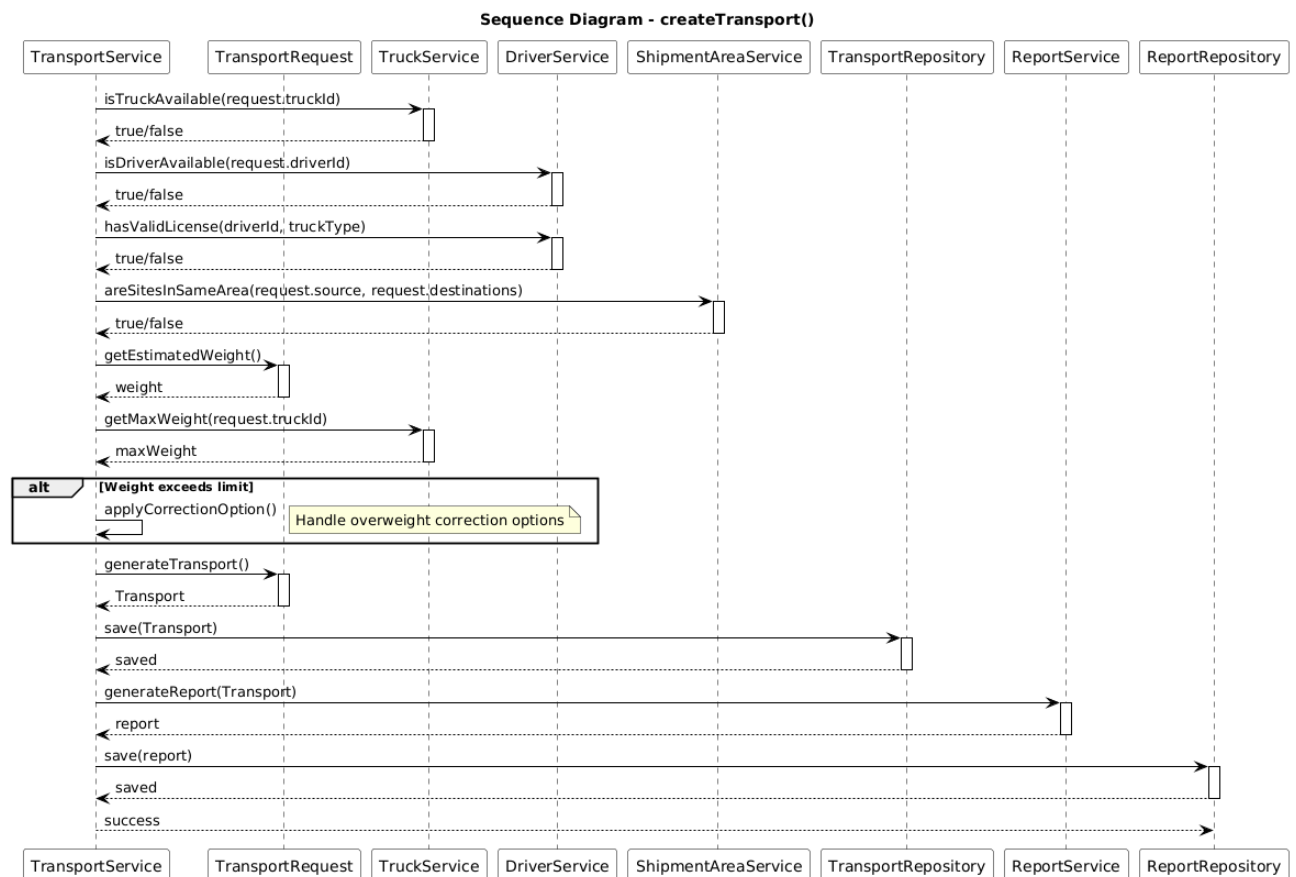 Sequence Diagram - createTransport()
TransportService TransportRequest TruckService DriverService ShipmentAreaService TransportRepository ReportService ReportRepository
isTruckAvailable(request.truckId)
true/false
isDriverAvailable(request.driverId)
true/false
hasValidLicense(driverId, truckType)
true/false
areSitesInSameArea(request.source, request.destinations)
true/false
getEstimatedWeight()
weight
getMaxWeight(request.truckId)
maxWeight
alt [Weight exceeds limit]
applyCorrectionOption() Handle overweight correction options
generateTransport()
Transport
save(Transport)
saved
generateReport(Transport)
report
save(report)
saved
success
TransportService TransportRequest TruckService DriverService ShipmentAreaService TransportRepository ReportService ReportRepository